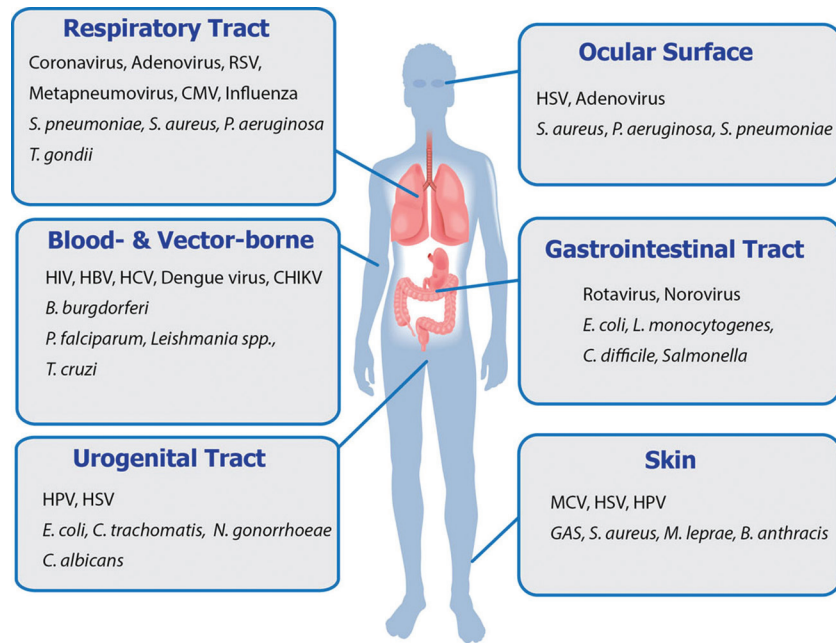 Respiratory Tract
Coronavirus, Adenovirus, RSV,
Metapneumovirus, CMV, Influenza
S. pneumoniae, S. aureus, P. aeruginosa
T. gondii
Ocular Surface
HSV, Adenovirus
S. aureus, P. aeruginosa, S. pneumoniae
Blood- & Vector-borne
HIV, HBV, HCV, Dengue virus, CHIKV
B. burgdorferi
P. falciparum, Leishmania spp.,
T. cruzi
Gastrointestinal Tract
Rotavirus, Norovirus
E. coli, L. monocytogenes,
C. difficile, Salmonella
Urogenital Tract
HPV, HSV
E. coli, C. trachomatis, N. gonorrhoeae
C. albicans
Skin
MCV, HSV, HPV
GAS, S. aureus, M. leprae, B. anthracis